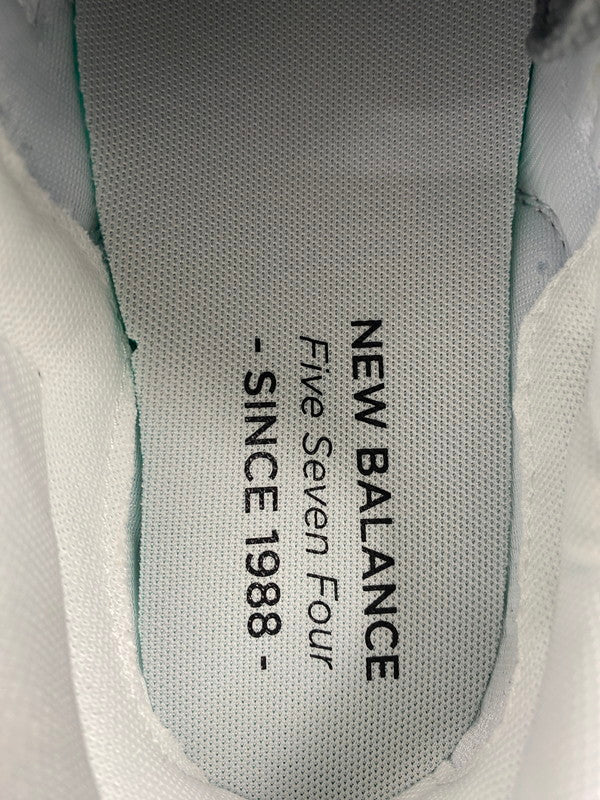 NEW BALANCE
Five Seven Four
- SINCE 1988 -